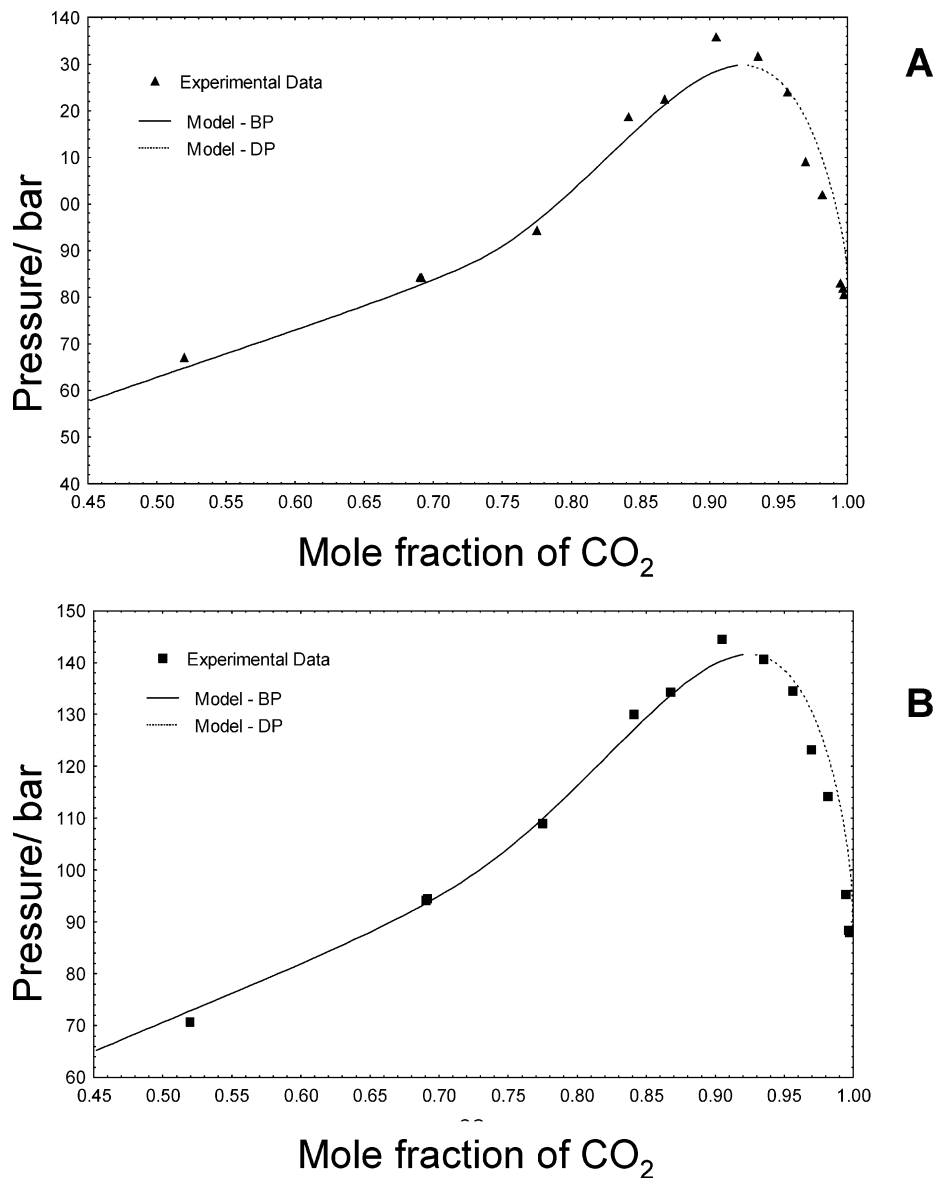 140
30
20
10
00
90
80
70
60
50
40
Pressure/ bar
Experimental Data
Model - BP
Model - DP
A
0.45 0.50 0.55 0.60 0.65 0.70 0.75 0.80 0.85 0.90 0.95 1.00
Mole fraction of CO2
150
140
130
120
110
100
90
80
70
60
Pressure/ bar
Experimental Data
Model - BP
Model - DP
B
0.45 0.50 0.55 0.60 0.65 0.70 0.75 0.80 0.85 0.90 0.95 1.00
Mole fraction of CO2